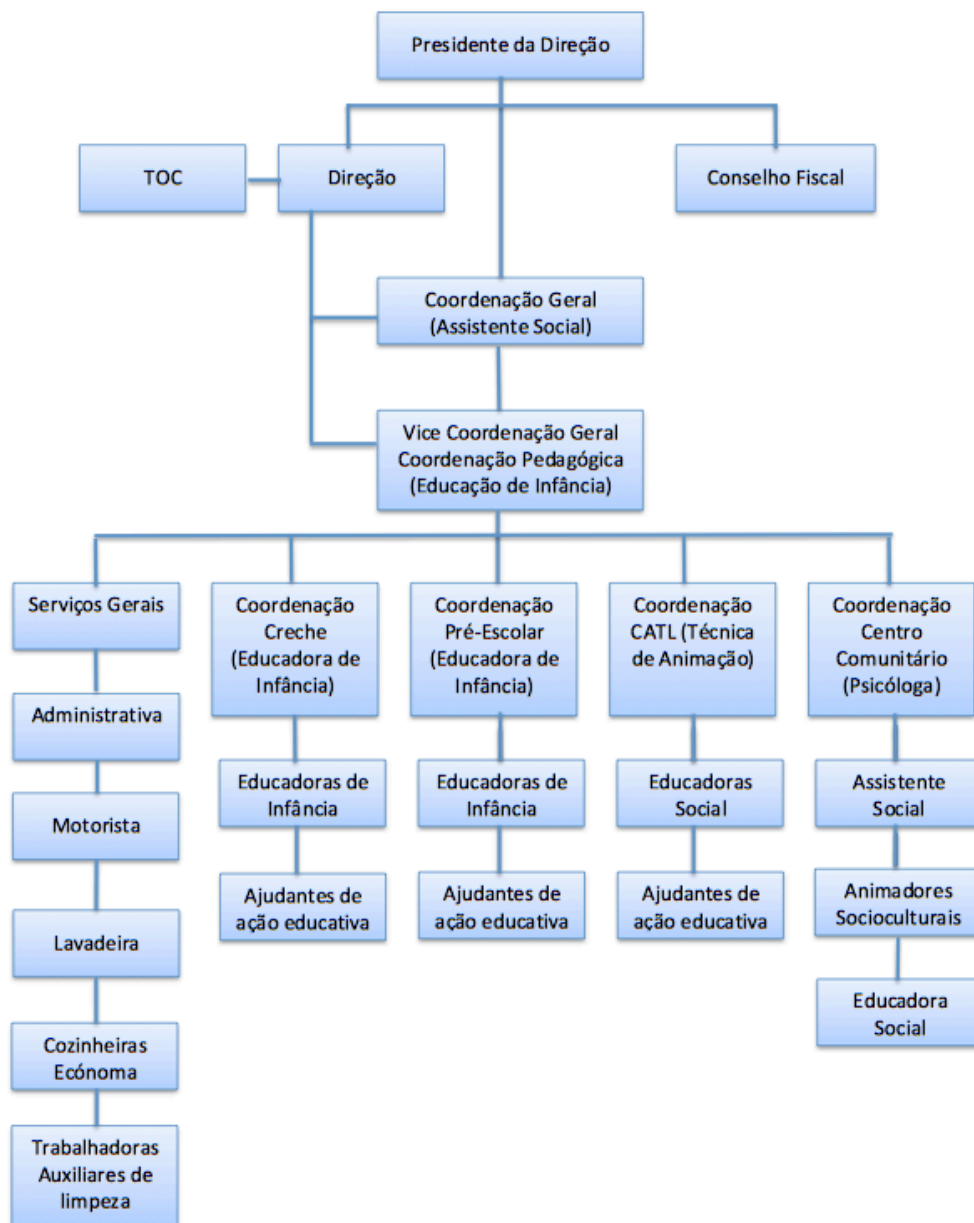 Presidente da Direção
TOC
Direção
Conselho Fiscal
Coordenação Geral
(Assistente Social)
Vice Coordenação Geral
Coordenação Pedagógica
(Educação de Infância)
Serviços Gerais
Administrativa
Motorista
Lavadeira
Cozinheiras
Ecónoma
Trabalhadoras
Auxiliares de
limpeza
Coordenação
Creche
(Educadora de
Infância)
Educadoras de
Infância
Ajudantes de
ação educativa
Coordenação
Pré-Escolar
(Educadora de
Infância)
Educadoras de
Infância
Ajudantes de
ação educativa
Coordenação
CATL (Técnica
de Animação)
Educadoras
Social
Ajudantes de
ação educativa
Coordenação
Centro
Comunitário
(Psicóloga)
Assistente
Social
Animadores
Socioculturais
Educadora
Social